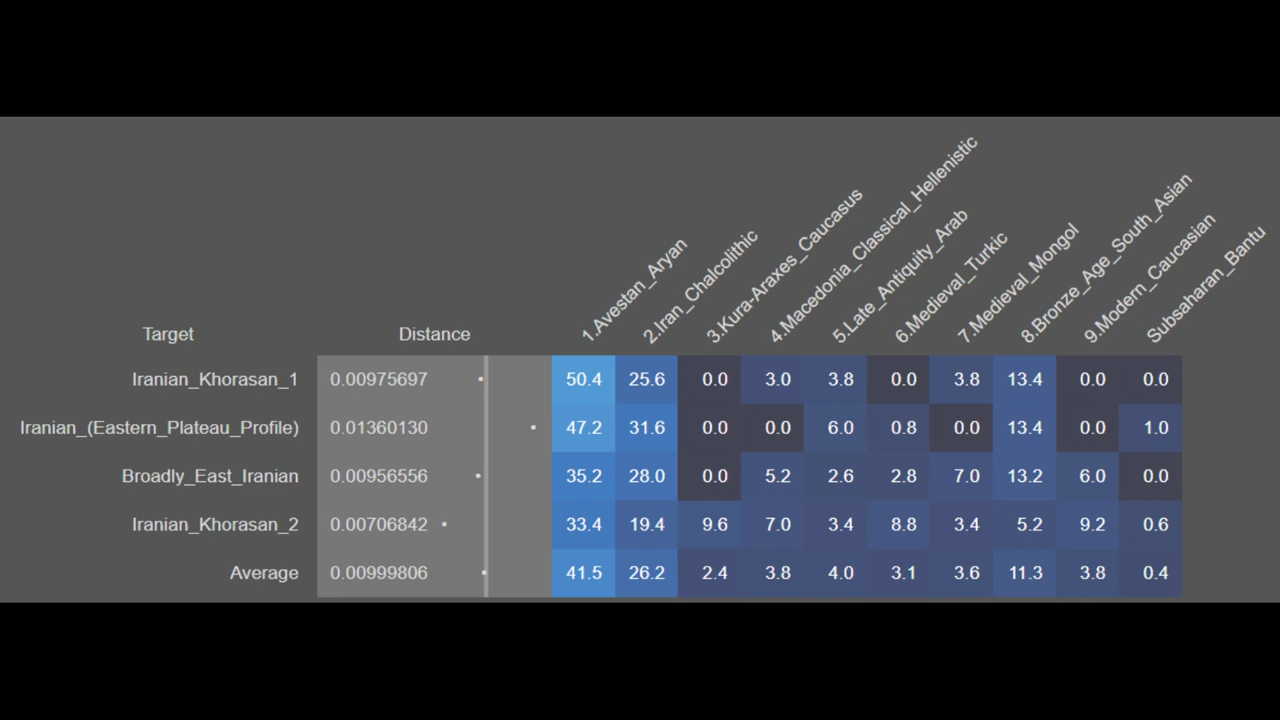 Target Distance 1.Avestan_Aryan 2.Iran_Chalcolithic 3.Kura-Araxes_Caucasus 4.Macedonia_Classical_Hellenistic 5.Late_Antiquity_Arab 6.Medieval_Turkic 7.Medieval_Mongol 8.Bronze_Age_South_Asian 9.Modern_Caucasian Subsaharan_Bantu
Iranian_Khorasan_1 0.00975697 50.4 25.6 0.0 3.0 3.8 0.0 3.8 13.4 0.0 0.0
Iranian_(Eastern_Plateau_Profile) 0.01360130 47.2 31.6 0.0 0.0 6.0 0.8 0.0 13.4 0.0 1.0
Broadly_East_Iranian 0.00956556 35.2 28.0 0.0 5.2 2.6 2.8 7.0 13.2 6.0 0.0
Iranian_Khorasan_2 0.00706842 33.4 19.4 9.6 7.0 3.4 8.8 3.4 5.2 9.2 0.6
Average 0.00999806 41.5 26.2 2.4 3.8 4.0 3.1 3.6 11.3 3.8 0.4